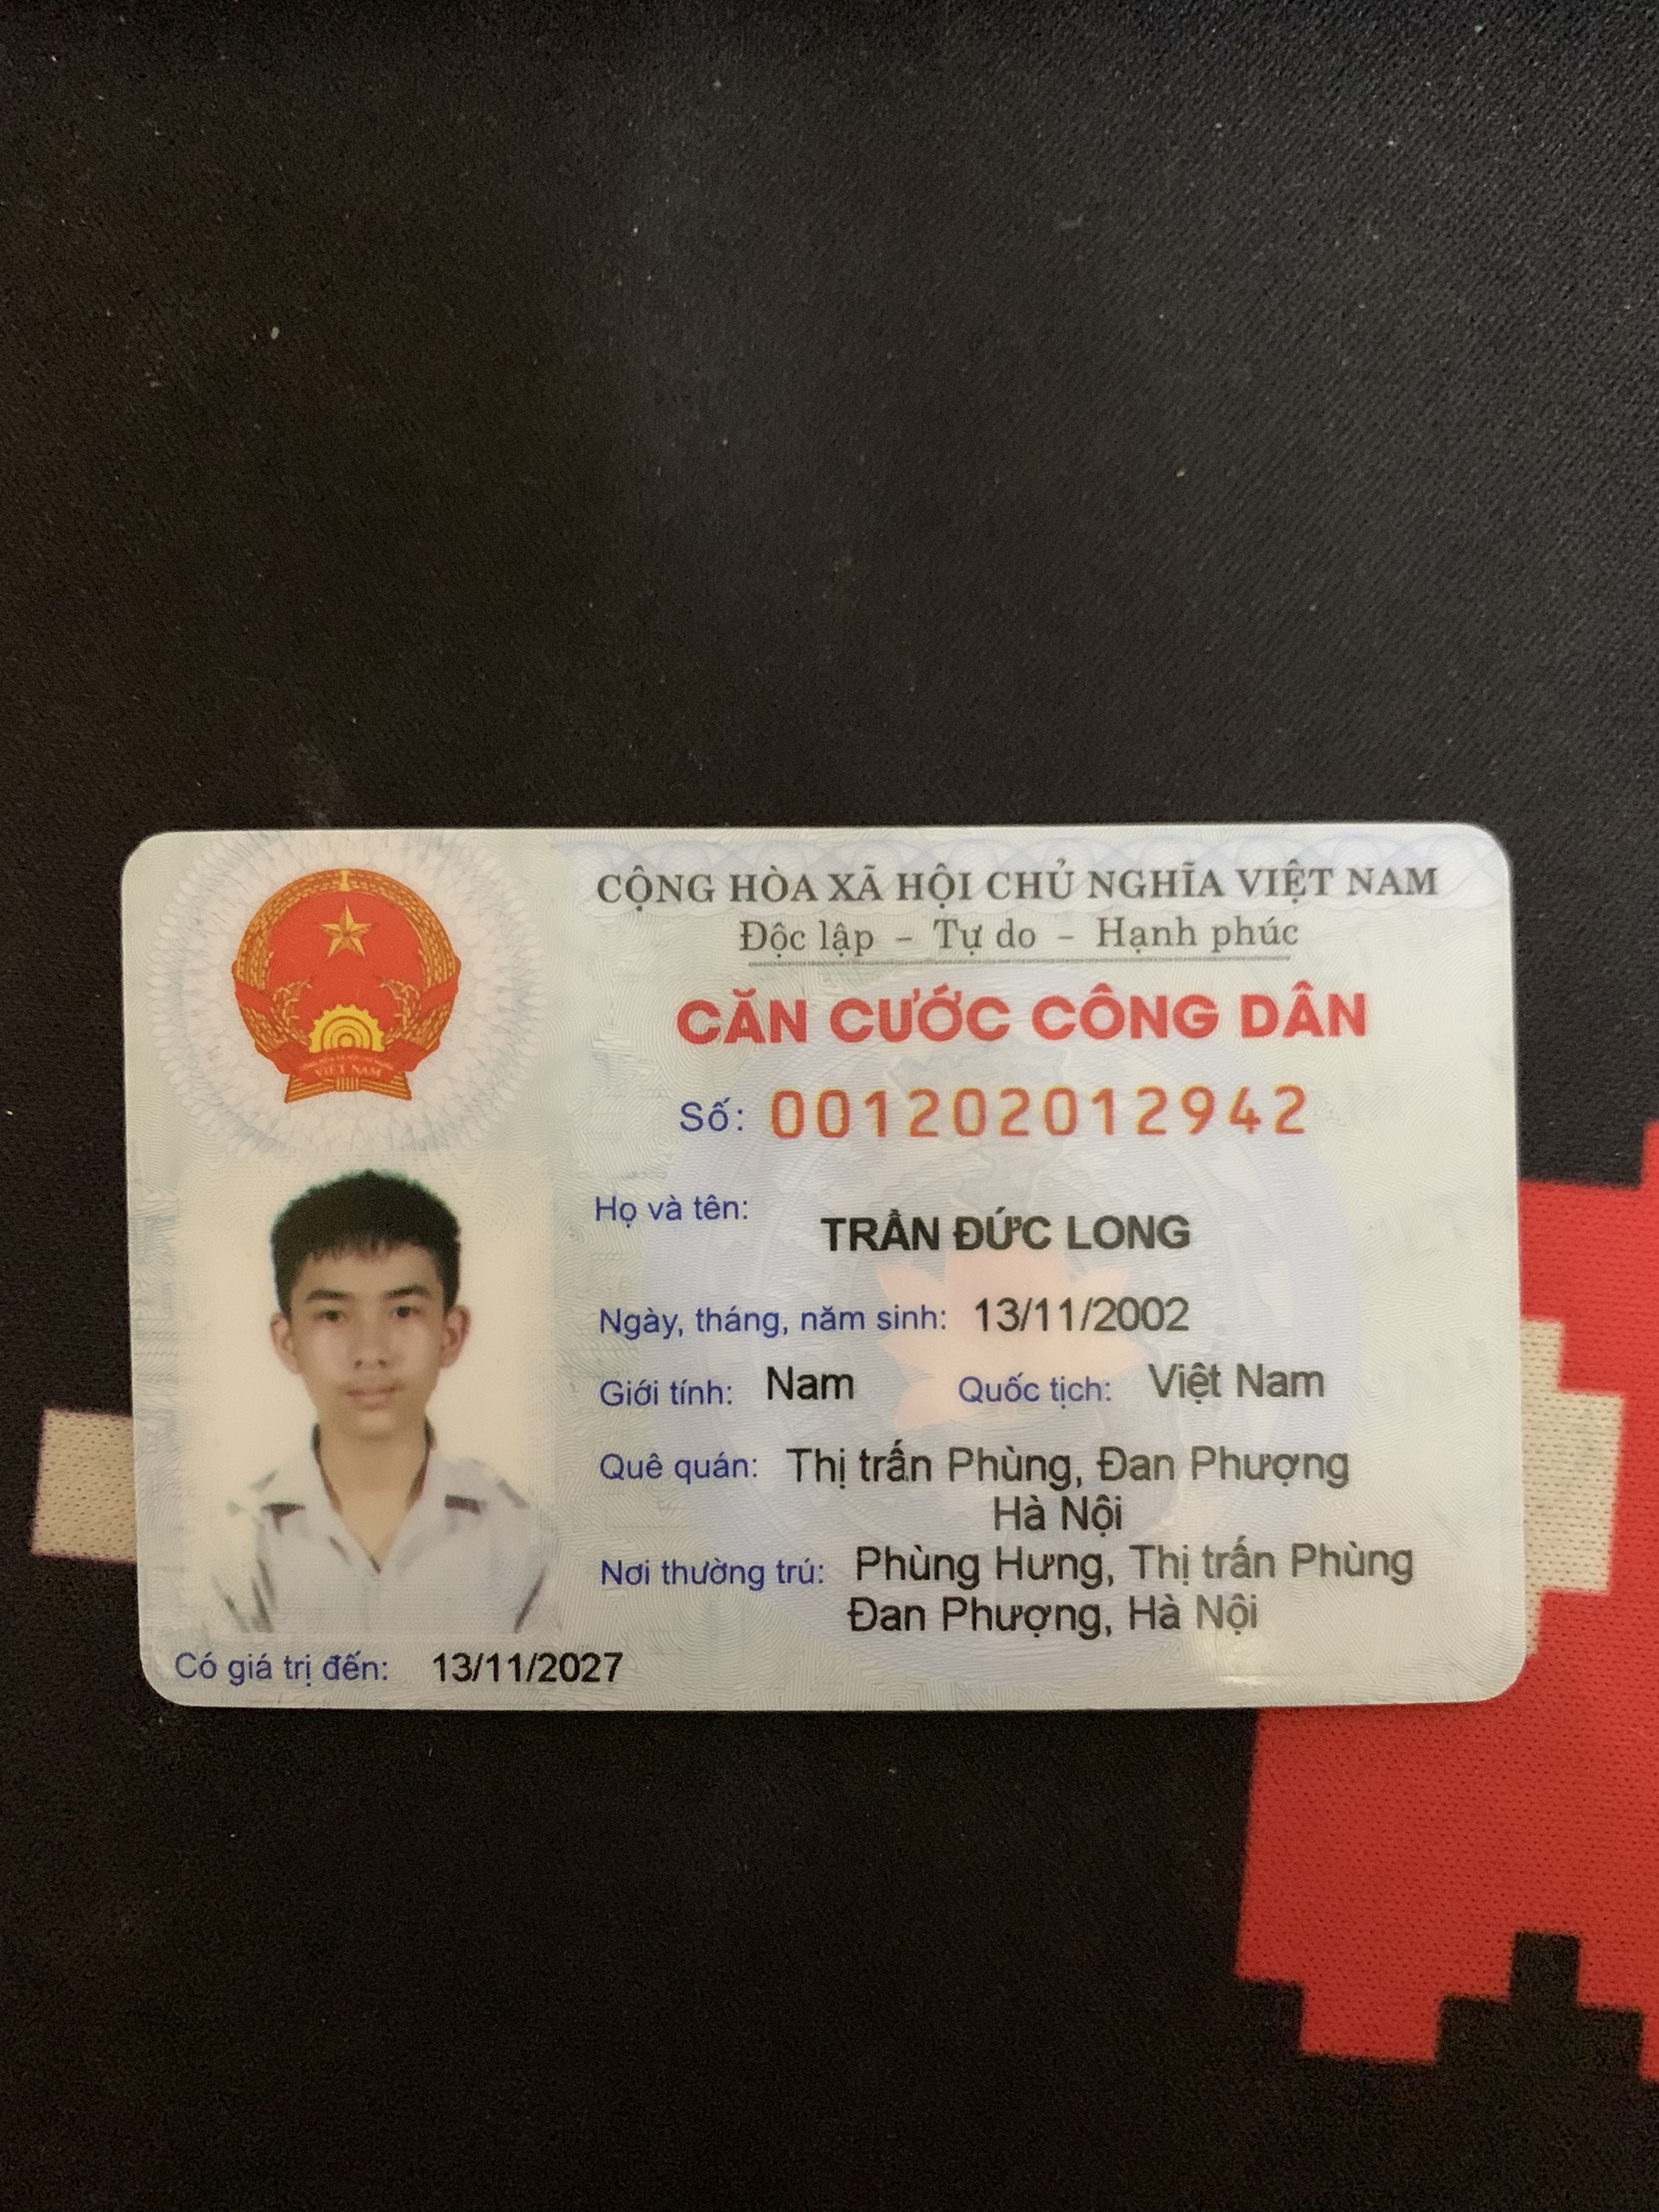 CỘNG HÒA XÃ HỘI CHỦ NGHĨA VIỆT NAM
Độc lập - Tự do - Hạnh phúc
CĂN CƯỚC CÔNG DÂN
Số: 001202012942
Họ và tên: TRẦN ĐỨC LONG
Ngày, tháng, năm sinh: 13/11/2002
Giới tính: Nam Quốc tịch: Việt Nam
Quê quán: Thị trấn Phùng, Đan Phượng
Hà Nội
Nơi thường trú: Phùng Hưng, Thị trấn Phùng
Đan Phượng, Hà Nội
Có giá trị đến: 13/11/2027
VIỆT NAM